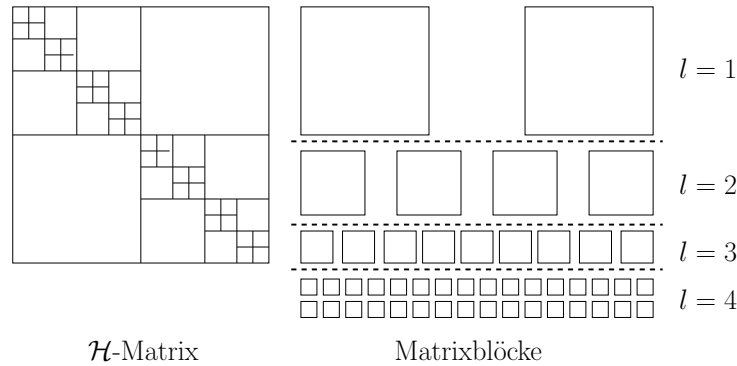 l = 1
l = 2
l = 3
l = 4
ℋ-Matrix
Matrixblöcke